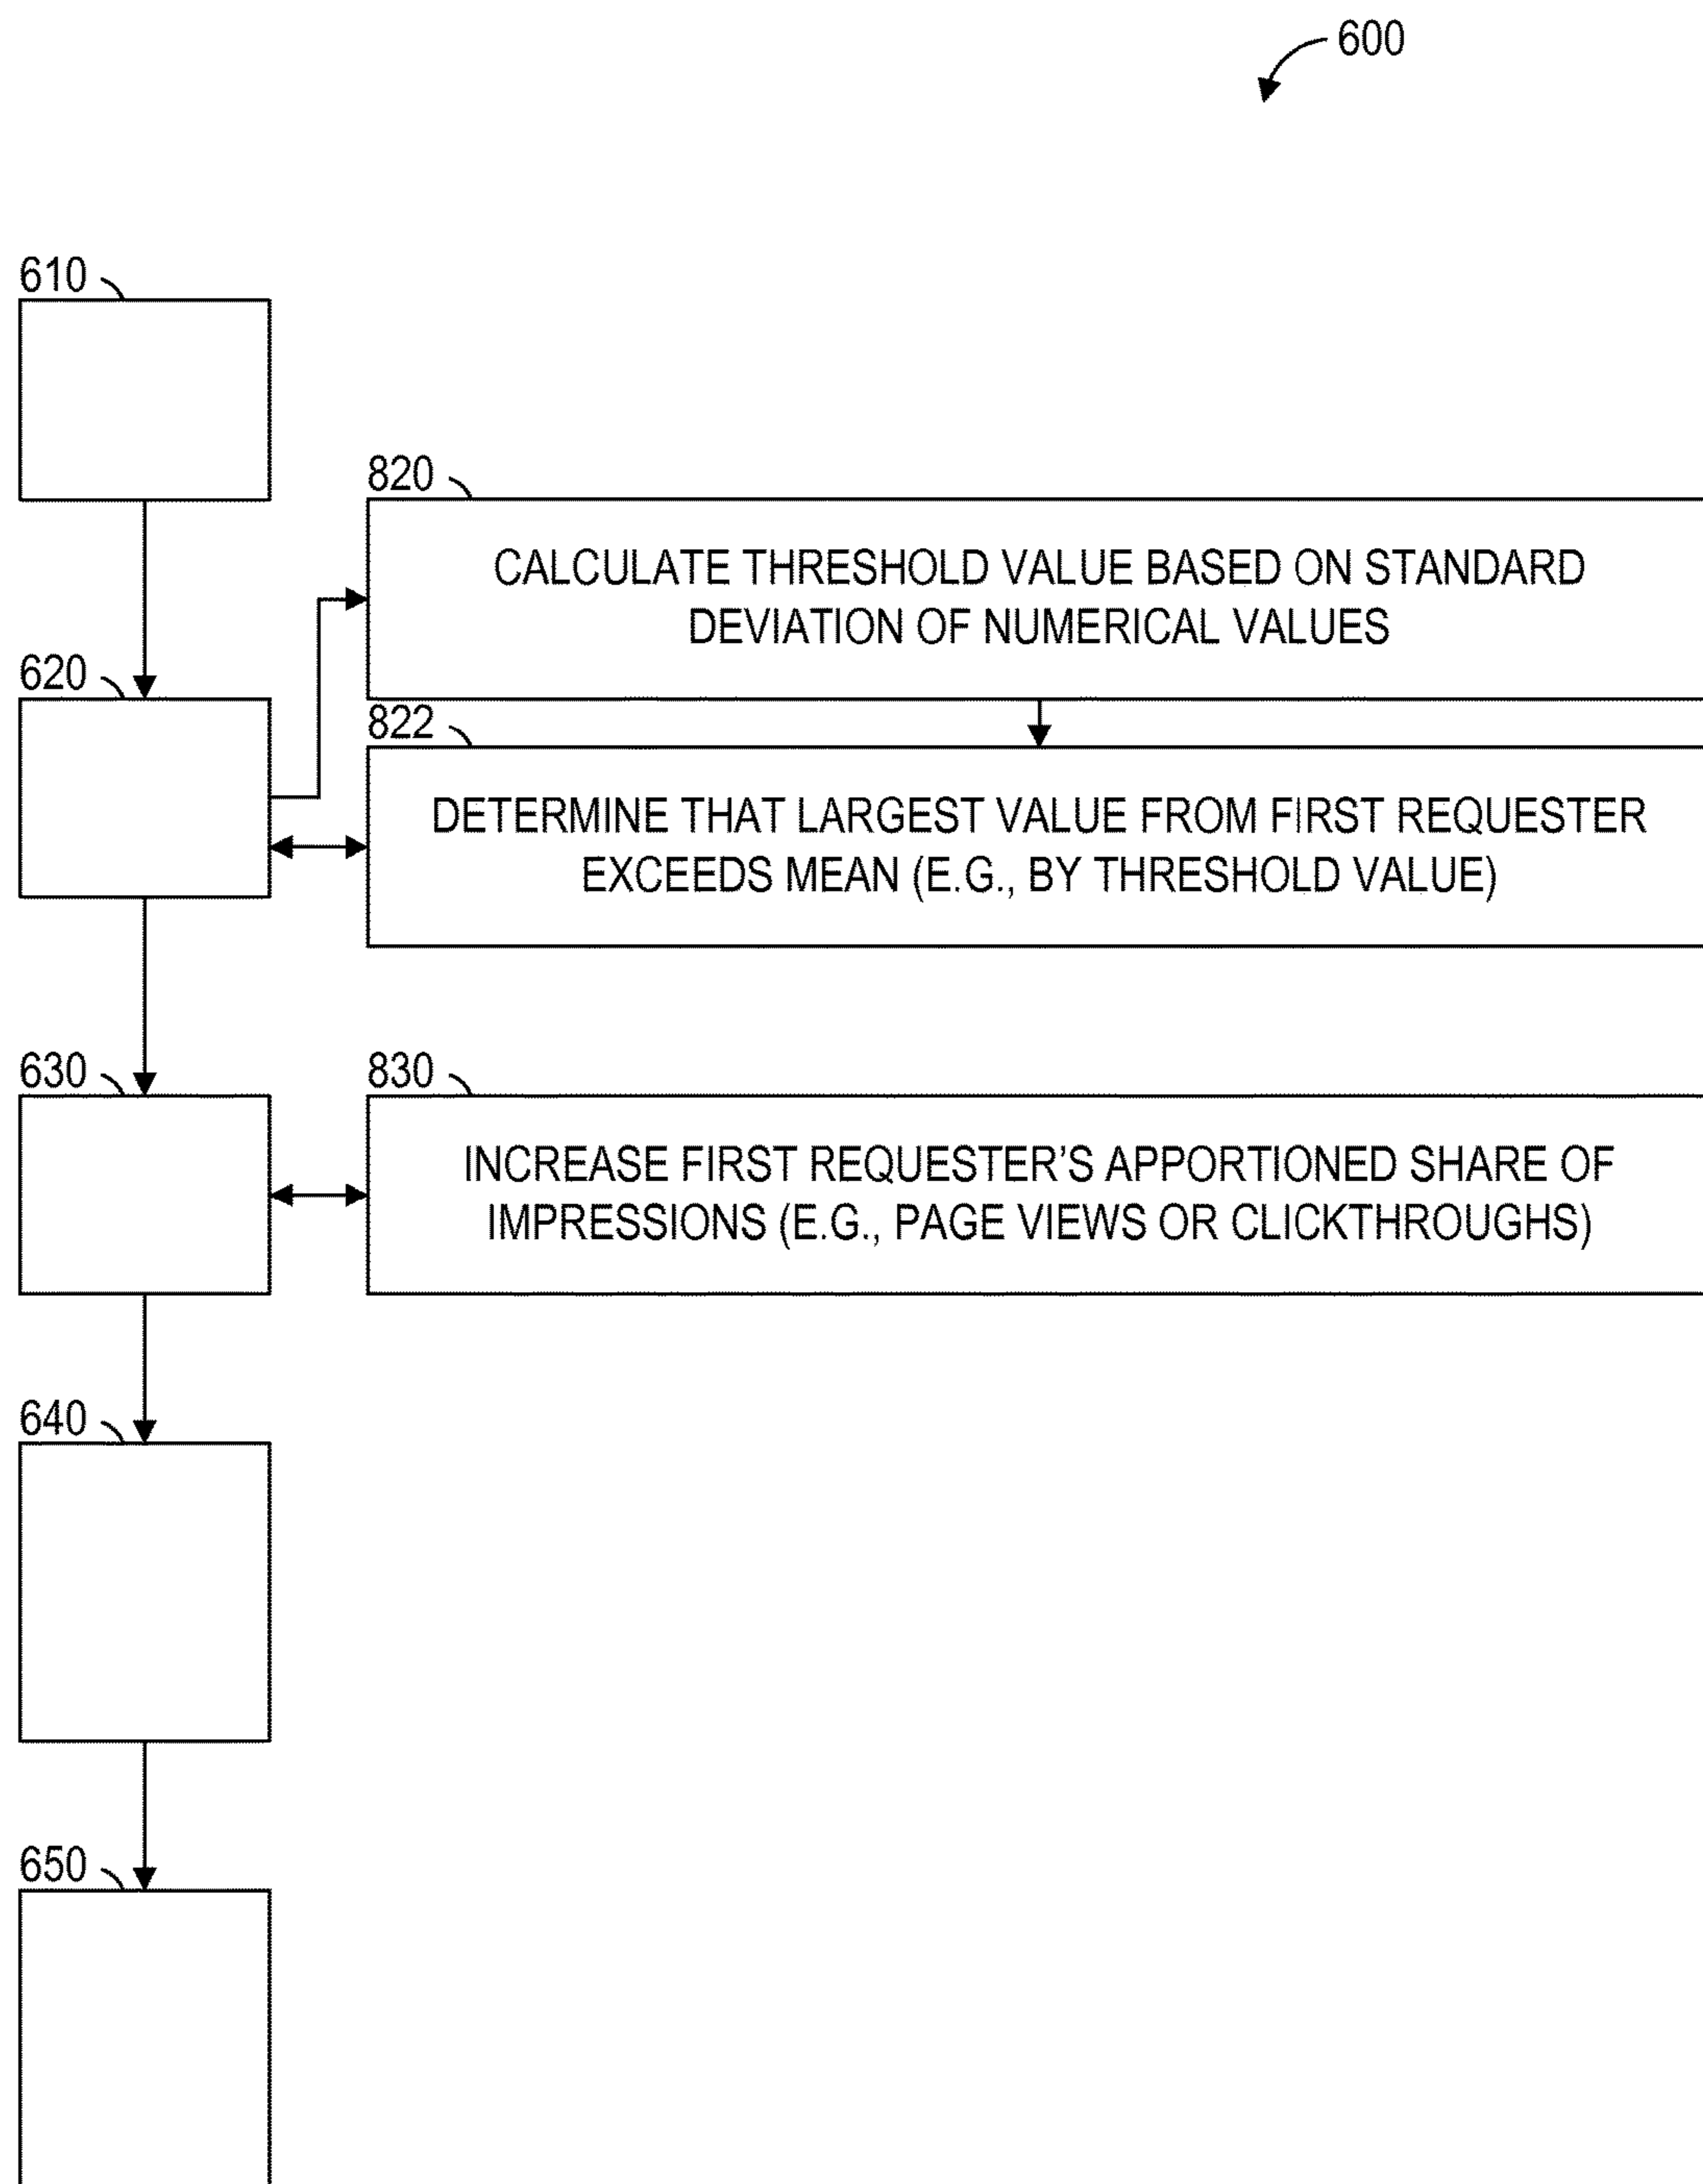 600
610
820
CALCULATE THRESHOLD VALUE BASED ON STANDARD
DEVIATION OF NUMERICAL VALUES
620
822
DETERMINE THAT LARGEST VALUE FROM FIRST REQUESTER
EXCEEDS MEAN (E.G., BY THRESHOLD VALUE)
630
830
INCREASE FIRST REQUESTER'S APPORTIONED SHARE OF
IMPRESSIONS (E.G., PAGE VIEWS OR CLICKTHROUGHS)
640
650